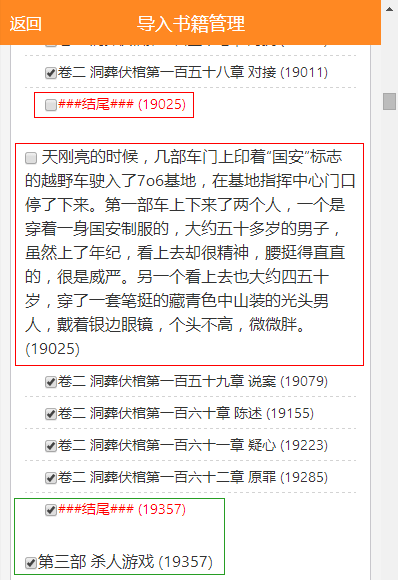 返回 导入书籍管理
卷二 洞葬伏棺第一百五十八章 对接 (19011)
###结尾### (19025)
天刚亮的时候，几部车门上印着“国安”标志
的越野车驶入了7o6基地，在基地指挥中心门口
停了下来。第一部车上下来了两个人，一个是
穿着一身国安制服的，大约五十多岁的男子，
虽然上了年纪，看上去却很精神，腰挺得直直
的，很是威严。另一个看上去也大约四五十
岁，穿了一套笔挺的藏青色中山装的光头男
人，戴着银边眼镜，个头不高，微微胖。
(19025)
卷二 洞葬伏棺第一百五十九章 说案 (19079)
卷二 洞葬伏棺第一百六十章 陈述 (19155)
卷二 洞葬伏棺第一百六十一章 疑心 (19223)
卷二 洞葬伏棺第一百六十二章 原罪 (19285)
###结尾### (19357)
第三部 杀人游戏 (19357)